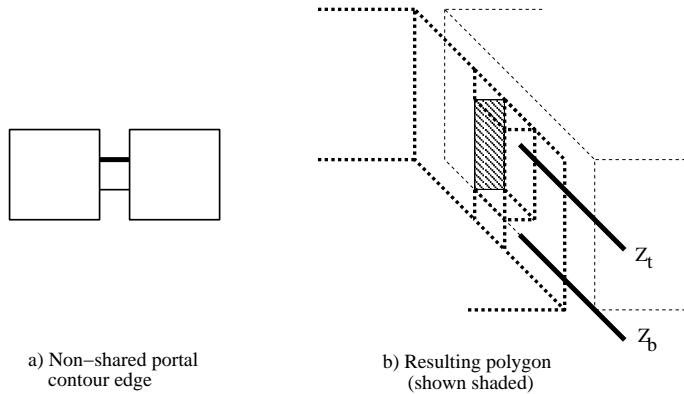 Z_t
Z_b
a) Non−shared portal
contour edge
b) Resulting polygon
(shown shaded)